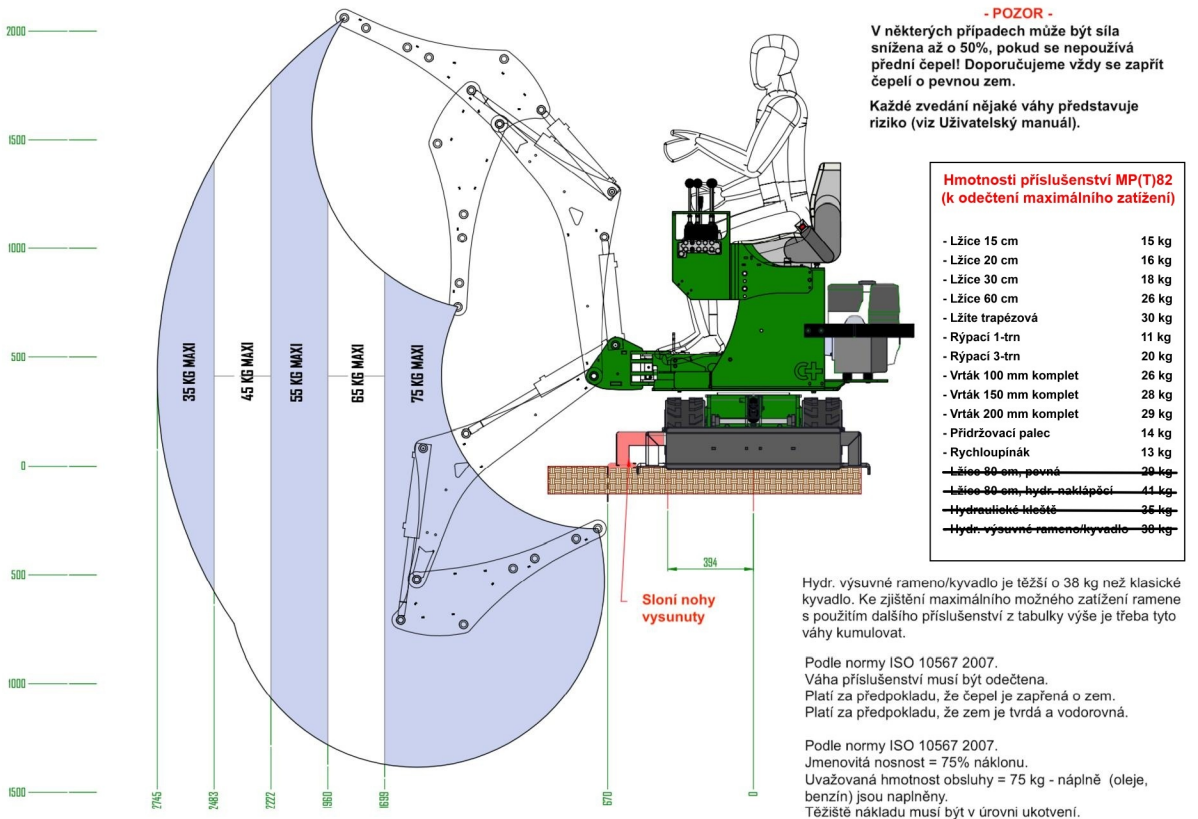 - POZOR -
V některých případech může být síla
snížena až o 50%, pokud se nepoužívá
přední čepel! Doporučujeme vždy se zapřít
čepelí o pevnou zem.
Každé zvedání nějaké váhy představuje
riziko (viz Uživatelský manuál).
Hmotnosti příslušenství MP(T)82
(k odečtení maximálního zatížení)
- Lžíce 15 cm 15 kg
- Lžíce 20 cm 16 kg
- Lžíce 30 cm 18 kg
- Lžíce 60 cm 26 kg
- Lžíte trapézová 30 kg
- Rýpací 1-trn 11 kg
- Rýpací 3-trn 20 kg
- Vrták 100 mm komplet 26 kg
- Vrták 150 mm komplet 28 kg
- Vrták 200 mm komplet 29 kg
- Přidržovací palec 14 kg
- Rychloupínák 13 kg
- Lžíce 80 cm, pevná 29 kg
- Lžíce 80 cm, hydr. naklápěcí 41 kg
- Hydraulické kleště 35 kg
- Hydr. výsuvné rameno/kyvadlo 38 kg
Hydr. výsuvné rameno/kyvadlo je těžší o 38 kg než klasické
kyvadlo. Ke zjištění maximálního možného zatížení ramene
s použitím dalšího příslušenství z tabulky výše je třeba tyto
váhy kumulovat.
Podle normy ISO 10567 2007.
Váha příslušenství musí být odečtena.
Platí za předpokladu, že čepel je zapřená o zem.
Platí za předpokladu, že zem je tvrdá a vodorovná.
Podle normy ISO 10567 2007.
Jmenovitá nosnost = 75% náklonu.
Uvažovaná hmotnost obsluhy = 75 kg - náplně (oleje,
benzín) jsou naplněny.
Těžiště nákladu musí být v úrovni ukotvení.
2000
1500
1000
500
0
500
1000
1500
35 KG MAXI
45 KG MAXI
55 KG MAXI
65 KG MAXI
75 KG MAXI
C+
394
Sloní nohy
vysunuty
2745
2483
2222
1960
1699
670
0